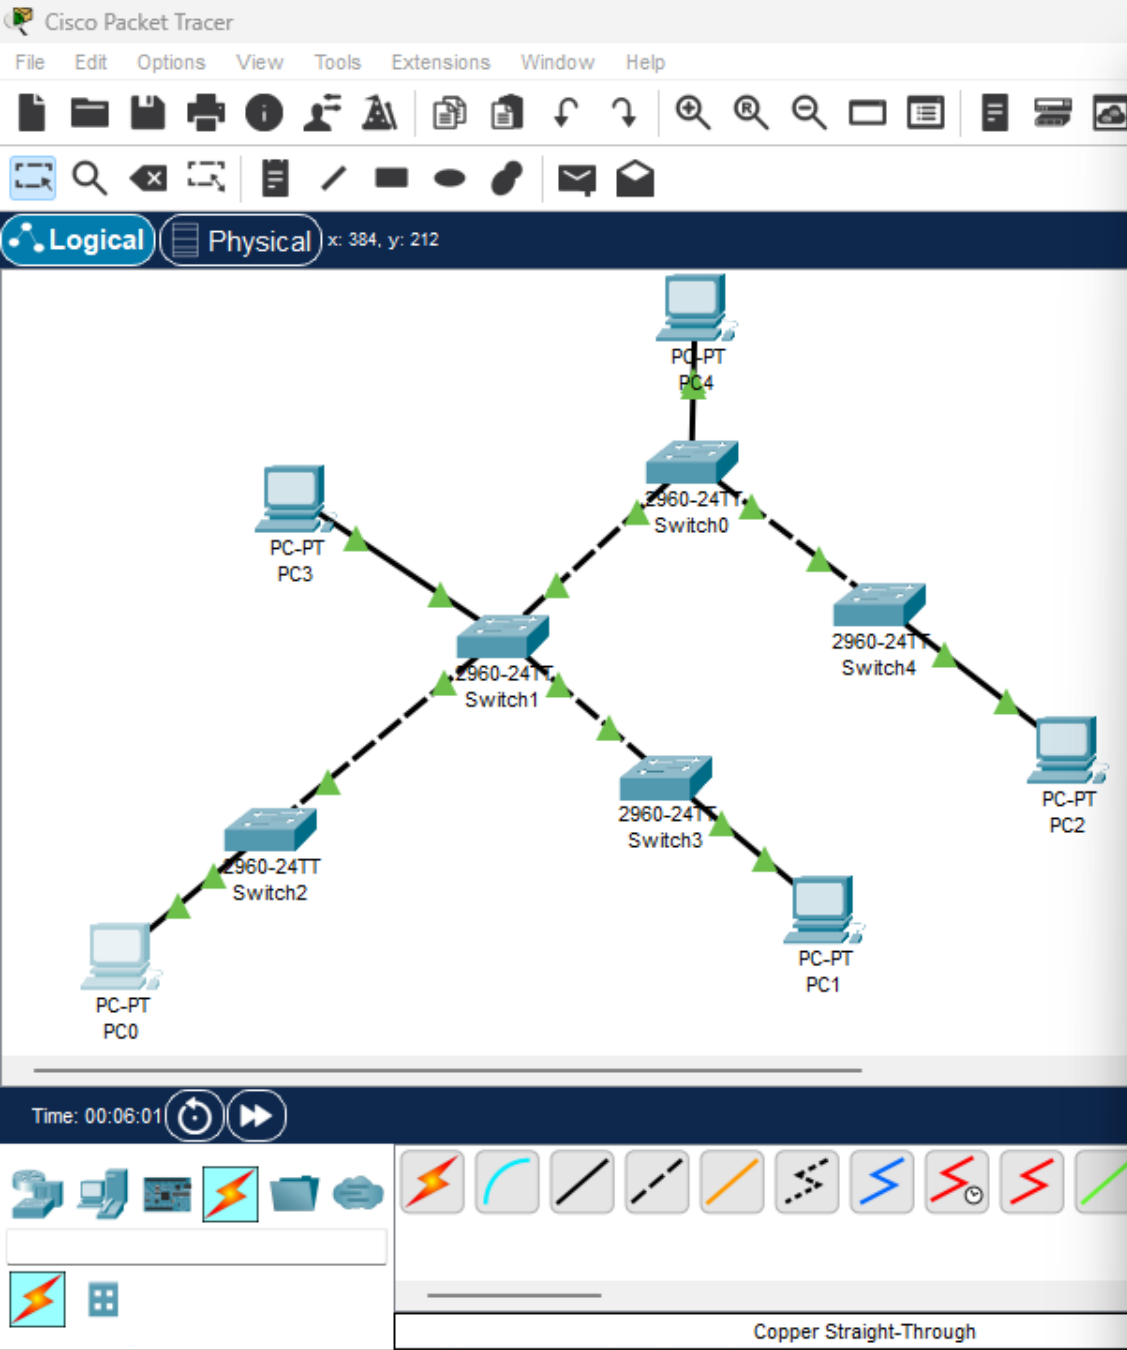 Cisco Packet Tracer
File Edit Options View Tools Extensions Window Help
Logical Physical x: 384, y: 212
PC-PT
PC4
2960-24TT
Switch0
PC-PT
PC3
2960-24TT
Switch4
2960-24TT
Switch1
PC-PT
PC2
2960-24TT
Switch3
2960-24TT
Switch2
PC-PT
PC1
PC-PT
PC0
Time: 00:06:01
Copper Straight-Through